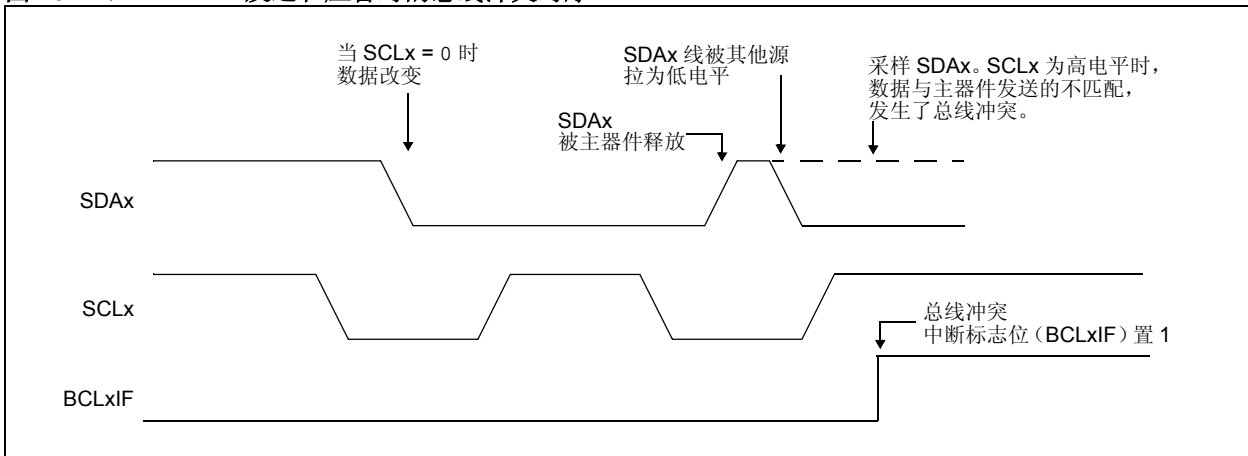 当 SCLx = 0 时
数据改变
SDAx 线被其他源
拉为低电平
采样 SDAx。SCLx 为高电平时，
数据与主器件发送的不匹配，
发生了总线冲突。
SDAx
被主器件释放
SDAx
SCLx
总线冲突
中断标志位（BCLxIF）置 1
BCLxIF